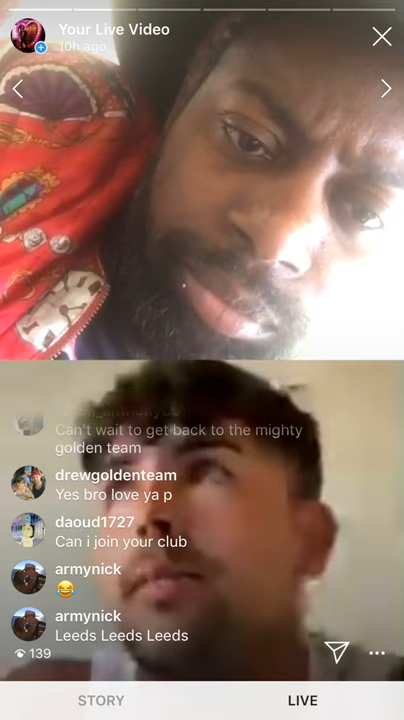 Your Live Video
10h ago
Can't wait to get back to the mighty
golden team
drewgoldenteam
Yes bro love ya p
daoud1727
Can i join your club
armynick
😂
armynick
Leeds Leeds Leeds
139
STORY
LIVE